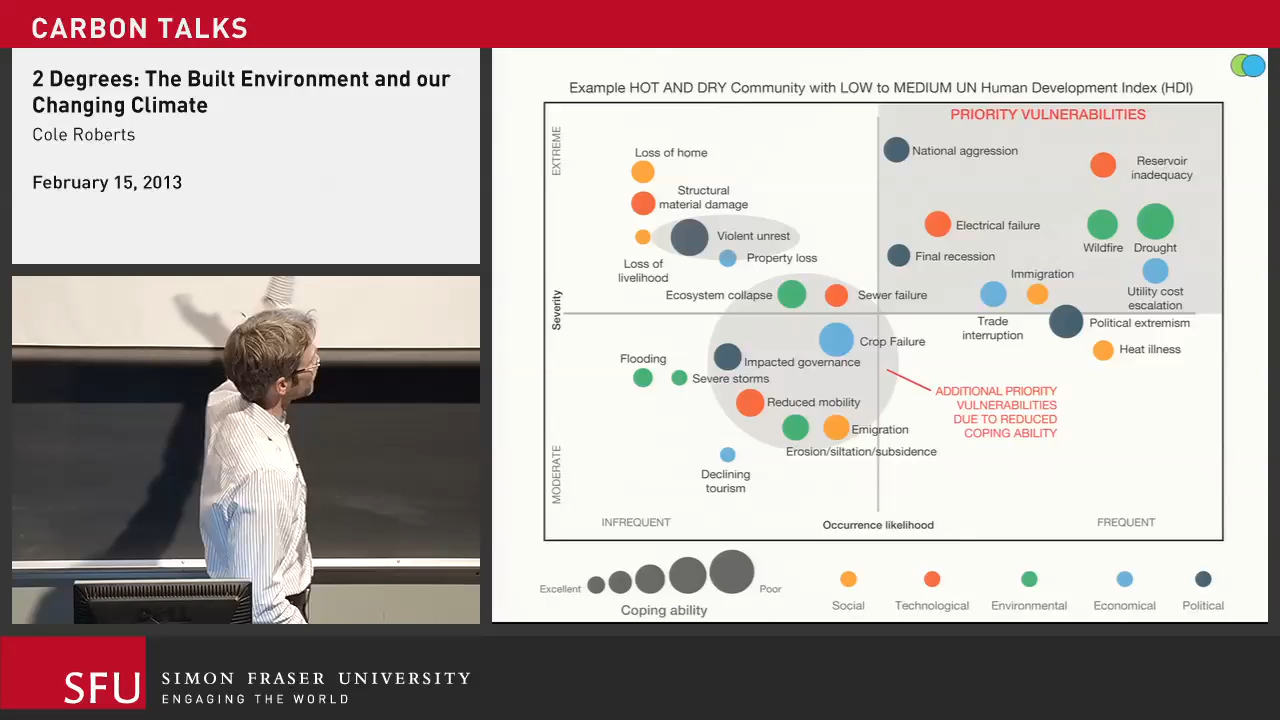 CARBON TALKS
2 Degrees: The Built Environment and our
Changing Climate
Cole Roberts
February 15, 2013
Example HOT AND DRY Community with LOW to MEDIUM UN Human Development Index (HDI)
PRIORITY VULNERABILITIES
EXTREME
Loss of home
National aggression
Reservoir
inadequacy
Structural
material damage
Violent unrest
Electrical failure
Wildfire
Drought
Property loss
Final recession
Loss of
livelihood
Immigration
Utility cost
escalation
Ecosystem collapse
Sewer failure
Severity
Trade
interruption
Political extremism
Crop Failure
Heat illness
Flooding
Impacted governance
Severe storms
ADDITIONAL PRIORITY
VULNERABILITIES
DUE TO REDUCED
COPING ABILITY
Reduced mobility
Emigration
Erosion/siltation/subsidence
MODERATE
Declining
tourism
INFREQUENT
Occurrence likelihood
FREQUENT
Excellent
Poor
Coping ability
Social
Technological
Environmental
Economical
Political
SFU
SIMON FRASER UNIVERSITY
ENGAGING THE WORLD